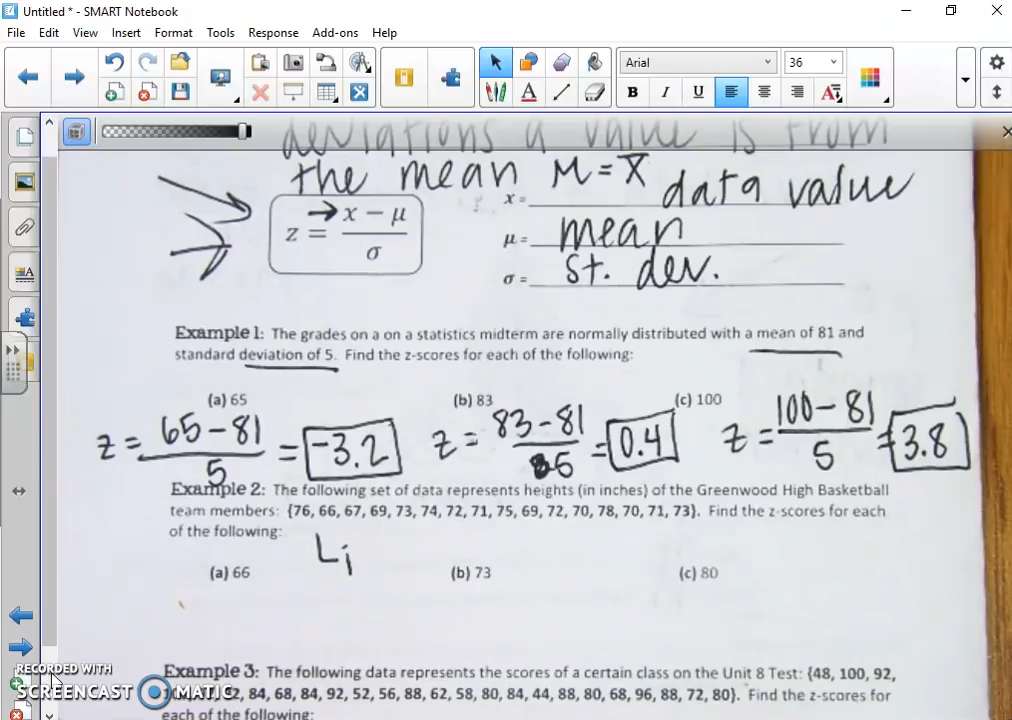 Untitled * - SMART Notebook
File Edit View Insert Format Tools Response Add-ons Help
Arial 36
B I U A
deviations a value is from
the mean μ = x̄
x = data value
z = x − μ / σ
μ = mean
σ = st. dev.
Example 1: The grades on a on a statistics midterm are normally distributed with a mean of 81 and
standard deviation of 5. Find the z-scores for each of the following:
(a) 65 (b) 83 (c) 100
z = 65 − 81 / 5 = -3.2 z = 83 − 81 / 5 = 0.4 z = 100 − 81 / 5 = 3.8
Example 2: The following set of data represents heights (in inches) of the Greenwood High Basketball
team members: {76, 66, 67, 69, 73, 74, 72, 71, 75, 69, 72, 70, 78, 70, 71, 73}. Find the z-scores for each
of the following:
Li
(a) 66 (b) 73 (c) 80
RECORDED WITH
SCREENCAST MATIC
Example 3: The following data represents the scores of a certain class on the Unit 8 Test: {48, 100, 92,
84, 68, 84, 92, 52, 56, 88, 62, 58, 80, 84, 44, 88, 80, 68, 96, 88, 72, 80}. Find the z-scores for
each of the following: